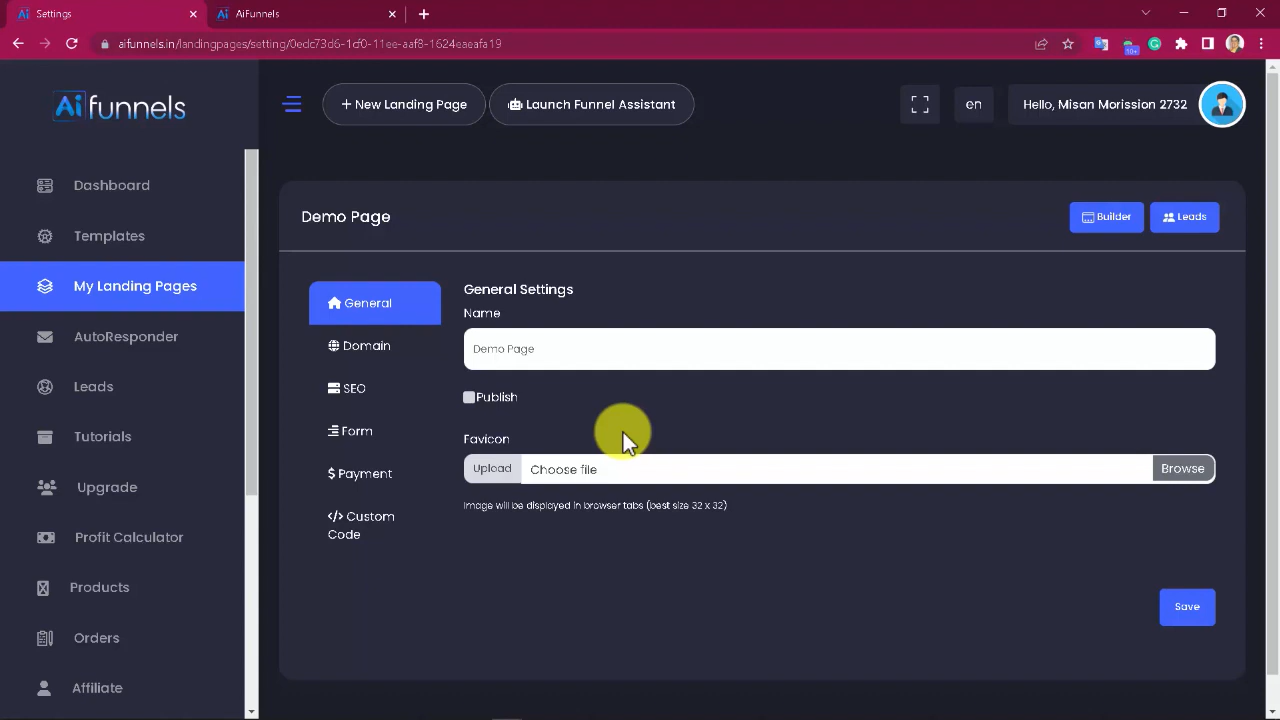 Settings
AiFunnels
aifunnels.in/landingpages/setting/0edc73d6-1cf0-11ee-aaf8-1624eaeafa19
10+
Aifunnels
+ New Landing Page
Launch Funnel Assistant
en
Hello, Misan Morission 2732
Dashboard
Templates
My Landing Pages
AutoResponder
Leads
Tutorials
Upgrade
Profit Calculator
Products
Orders
Affiliate
Demo Page
Builder
Leads
General
Domain
SEO
Form
$ Payment
</> Custom
Code
General Settings
Name
Demo Page
Publish
Favicon
Upload
Choose file
Browse
Image will be displayed in browser tabs (best size 32 x 32)
Save